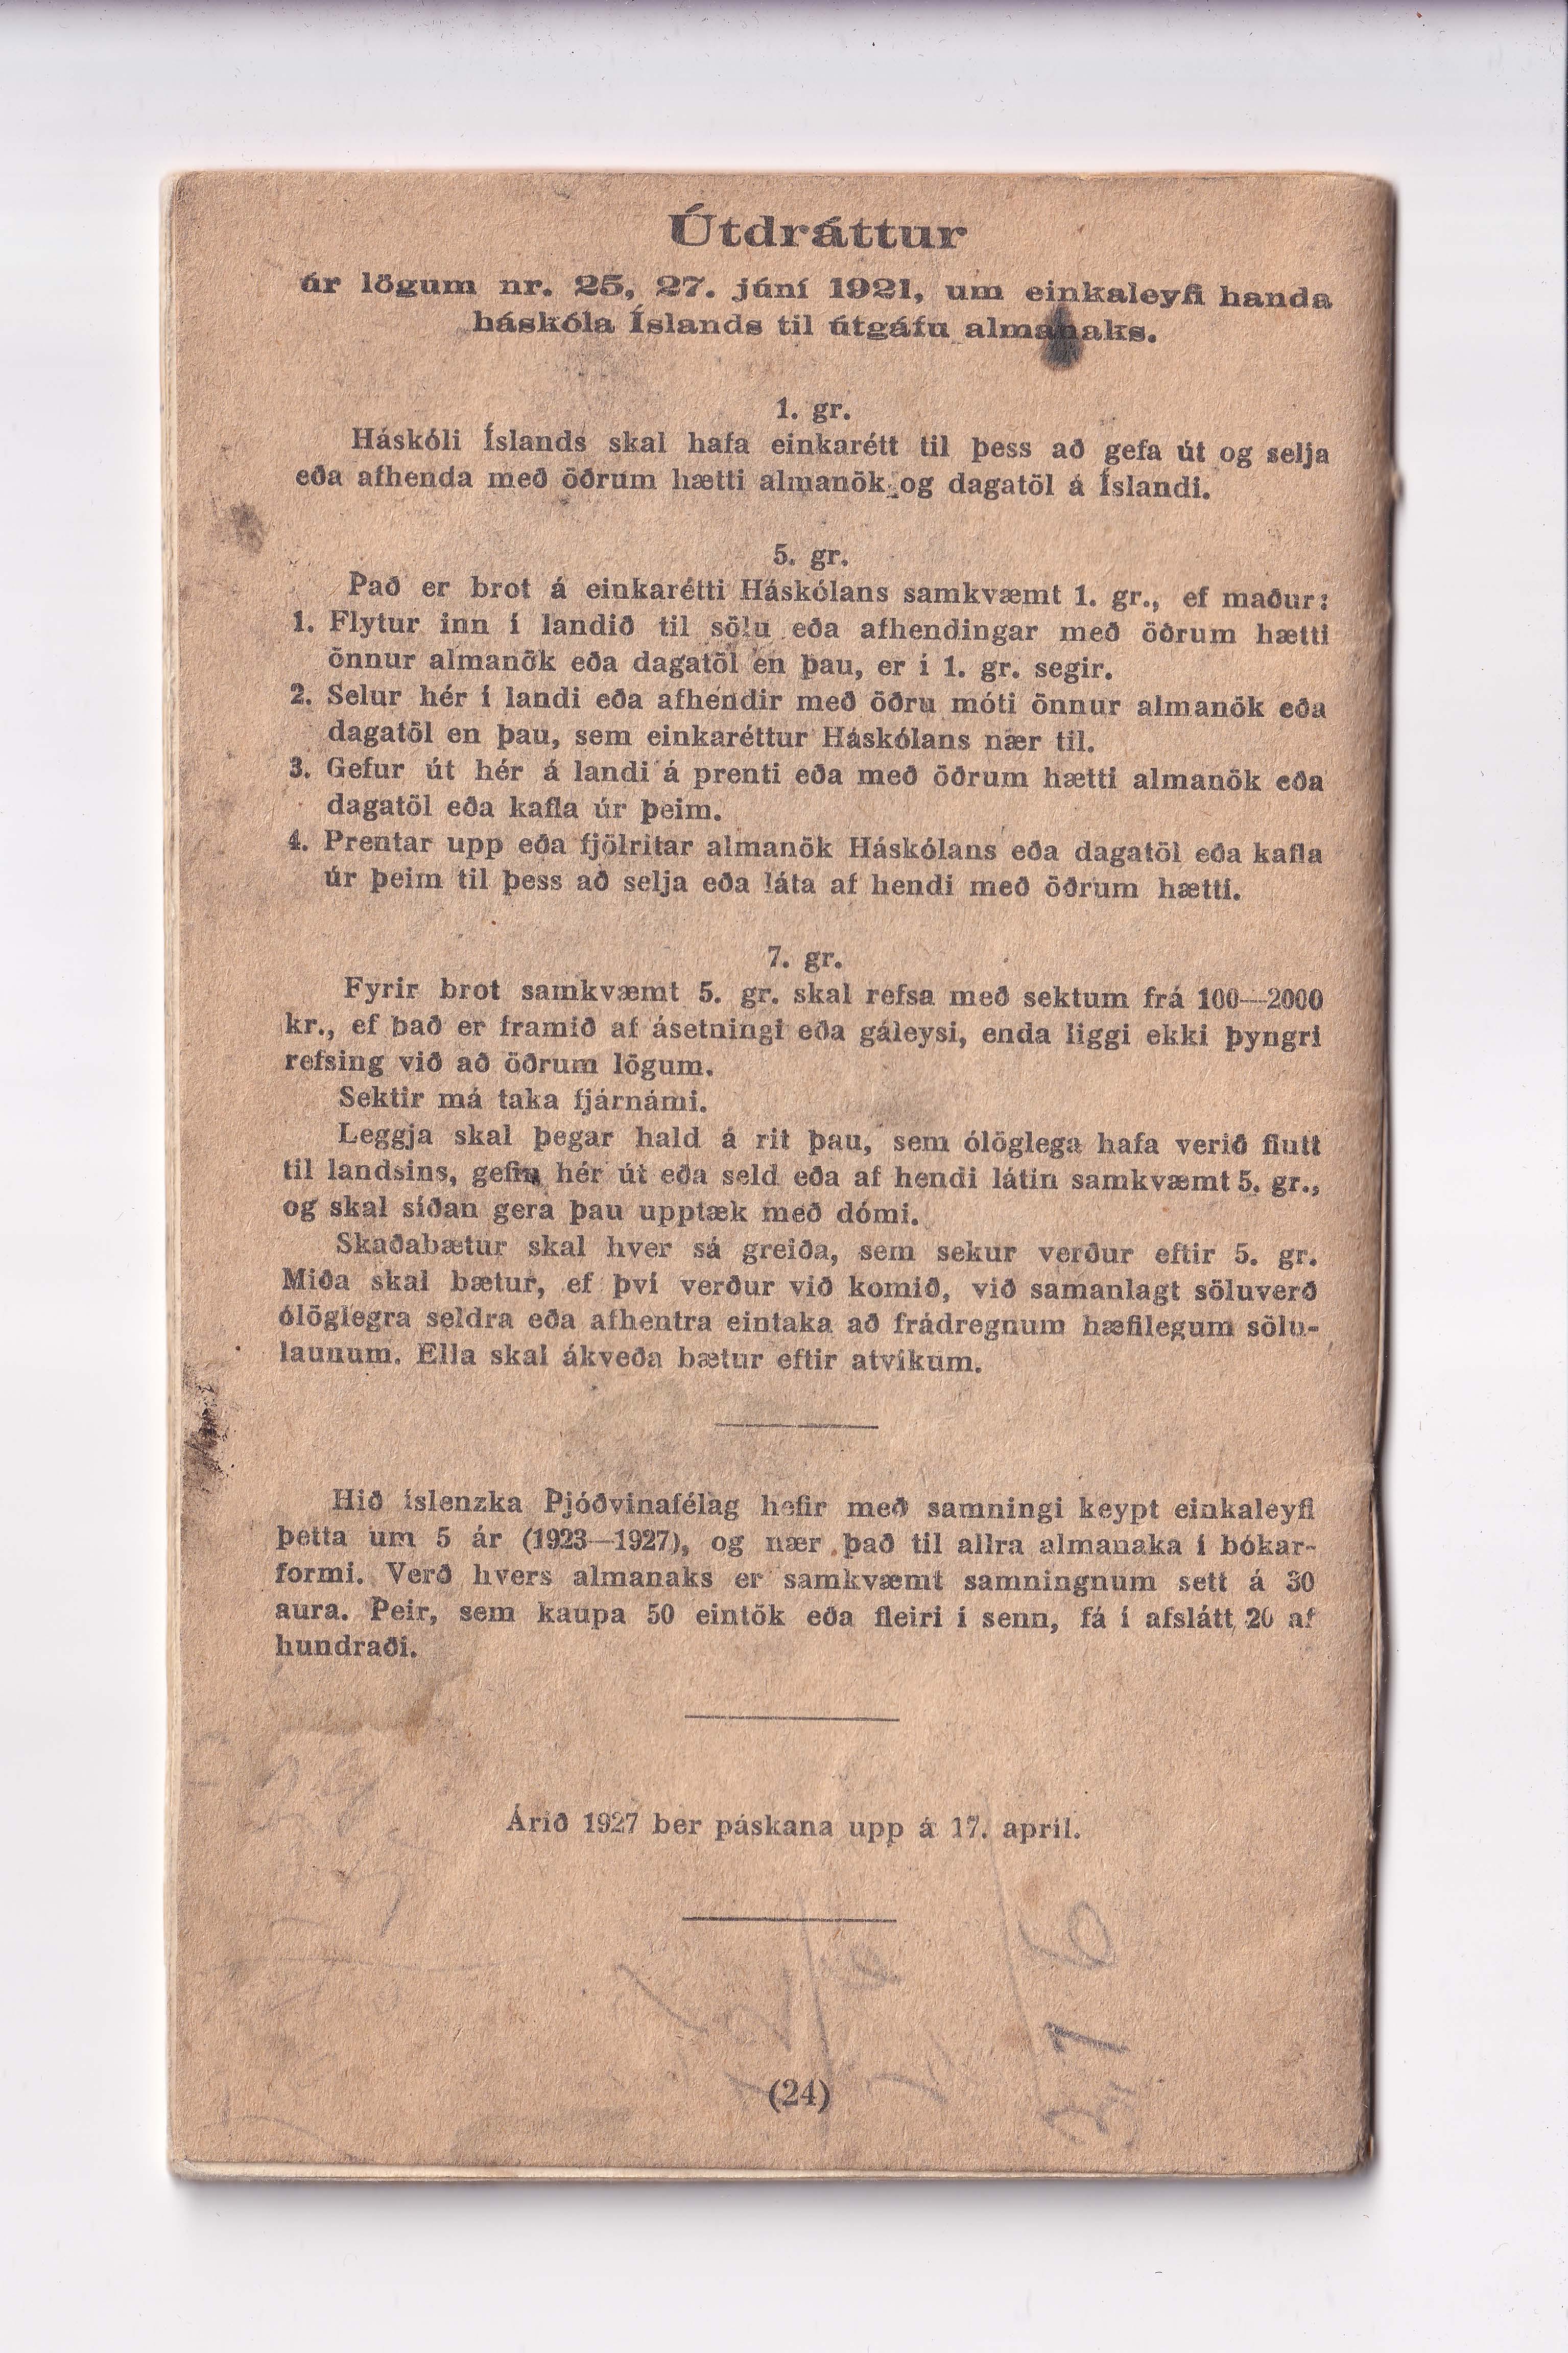 Útdráttur
úr lögum nr. 25, 27. júní 1921, um einkaleyfi handa
háskóla Íslands til útgáfu almanaks.
1. gr.
Háskóli Íslands skal hafa einkarétt til þess að gefa út og selja
eða afhenda með öðrum hætti almanök og dagatöl á Íslandi.
5. gr.
Það er brot á einkarétti Háskólans samkvæmt 1. gr., ef maður:
1. Flytur inn í landið til sölu eða afhendingar með öðrum hætti
önnur almanök eða dagatöl en þau, er í 1. gr. segir.
2. Selur hér í landi eða afhendir með öðru móti önnur almanök eða
dagatöl en þau, sem einkaréttur Háskólans nær til.
3. Gefur út hér á landi á prenti eða með öðrum hætti almanök eða
dagatöl eða kafla úr þeim.
4. Prentar upp eða fjölritar almanök Háskólans eða dagatöl eða kafla
úr þeim til þess að selja eða láta af hendi með öðrum hætti.
7. gr.
Fyrir brot samkvæmt 5. gr. skal refsa með sektum frá 100—2000
kr., ef það er framið af ásetningi eða gáleysi, enda liggi ekki þyngri
refsing við að öðrum lögum.
Sektir má taka fjárnámi.
Leggja skal þegar hald á rit þau, sem ólöglega hafa verið flutt
til landsins, gefin hér út eða seld eða af hendi látin samkvæmt 5. gr.,
og skal síðan gera þau upptæk með dómi.
Skaðabætur skal hver sá greiða, sem sekur verður eftir 5. gr.
Miða skal bætur, ef því verður við komið, við samanlagt söluverð
ólöglegra seldra eða afhentra eintaka að frádregnum hæfilegum sölu-
launum. Ella skal ákveða bætur eftir atvikum.
Hið íslenzka Þjóðvinafélag hefir með samningi keypt einkaleyfi
þetta um 5 ár (1923—1927), og nær það til allra almanaka í bókar-
formi. Verð hvers almanaks er samkvæmt samningnum sett á 30
aura. Þeir, sem kaupa 50 eintök eða fleiri í senn, fá í afslátt 20 af
hundraði.
Árið 1927 ber páskana upp á 17. apríl.
(24)